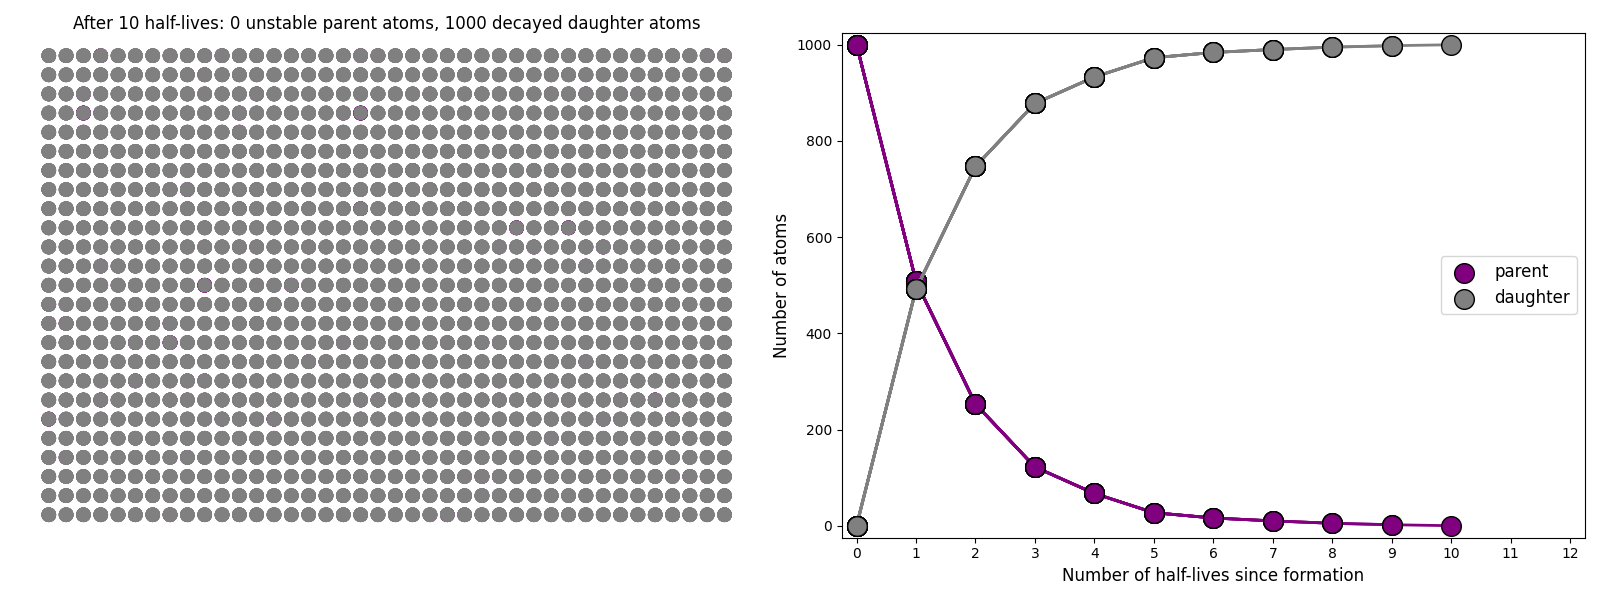 After 10 half-lives: 0 unstable parent atoms, 1000 decayed daughter atoms
1000
800
600
400
200
0
Number of atoms
parent
daughter
0 1 2 3 4 5 6 7 8 9 10 11 12
Number of half-lives since formation